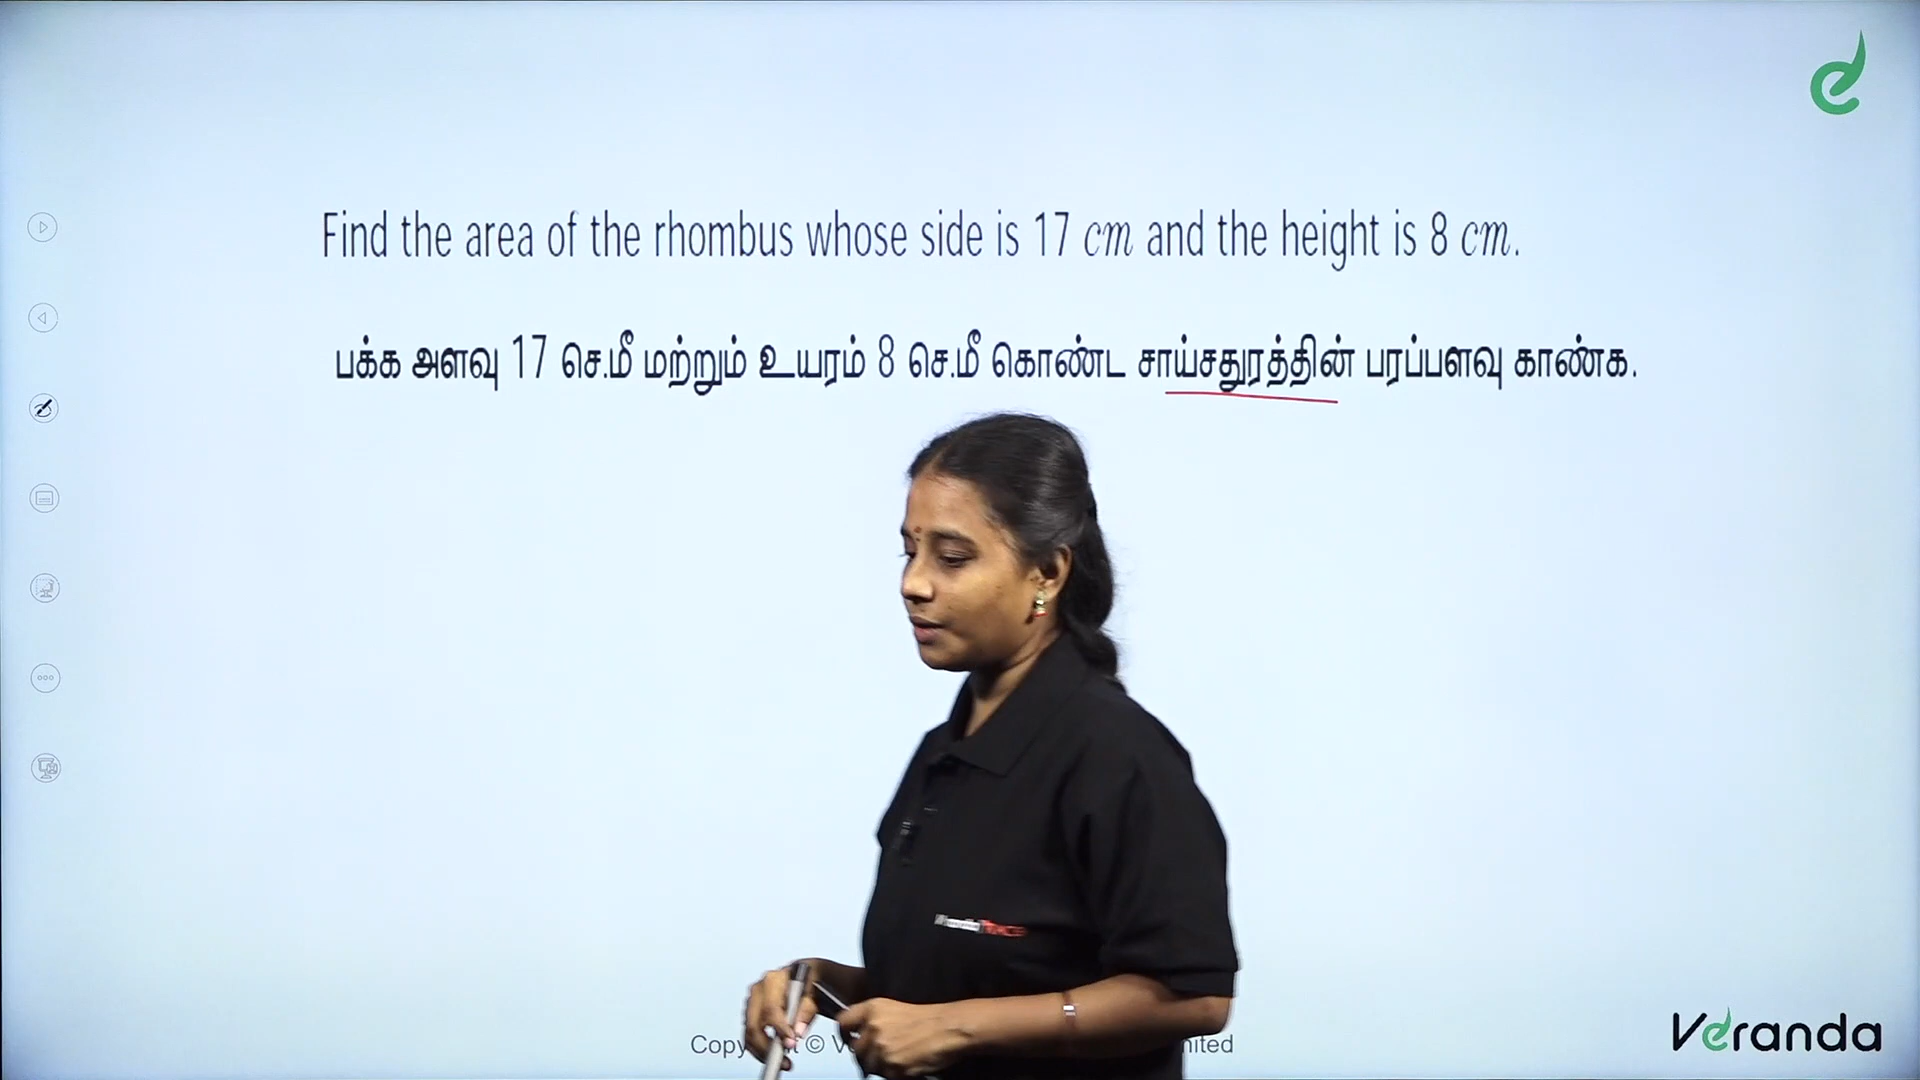 Find the area of the rhombus whose side is 17 cm and the height is 8 cm.
பக்க அளவு 17 செ.மீ மற்றும் உயரம் 8 செ.மீ கொண்ட சாய்சதுரத்தின் பரப்பளவு காண்க.
©
Veranda